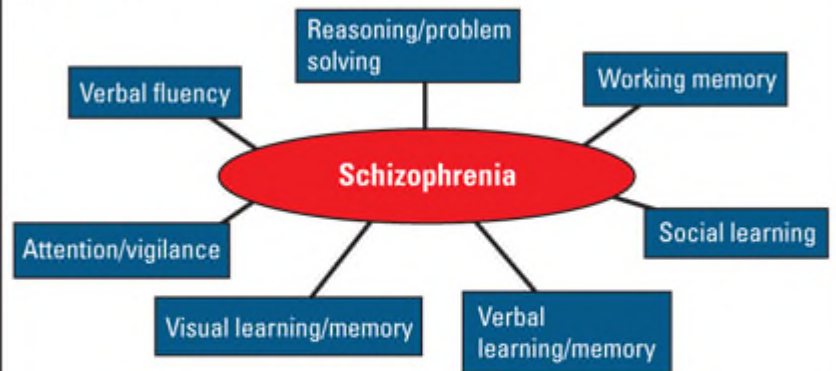 Reasoning/problem
solving
Verbal fluency
Working memory
Schizophrenia
Attention/vigilance
Social learning
Visual learning/memory
Verbal
learning/memory